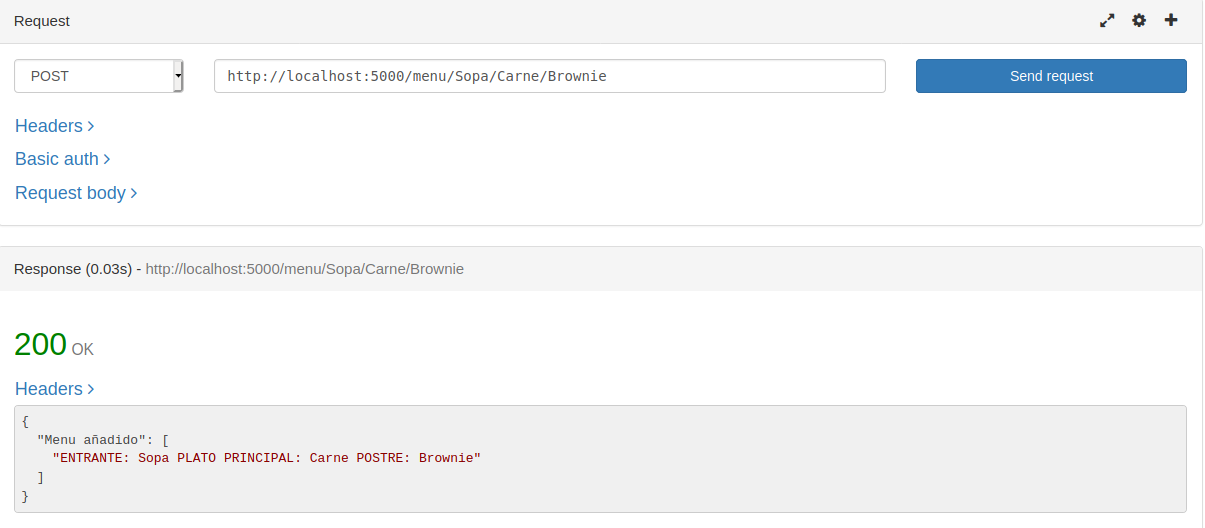 Request
POST
http://localhost:5000/menu/Sopa/Carne/Brownie
Send request
Headers
Basic auth
Request body
Response (0.03s) - http://localhost:5000/menu/Sopa/Carne/Brownie
200 OK
Headers
{
  "Menu añadido": [
    "ENTRANTE: Sopa PLATO PRINCIPAL: Carne POSTRE: Brownie"
  ]
}